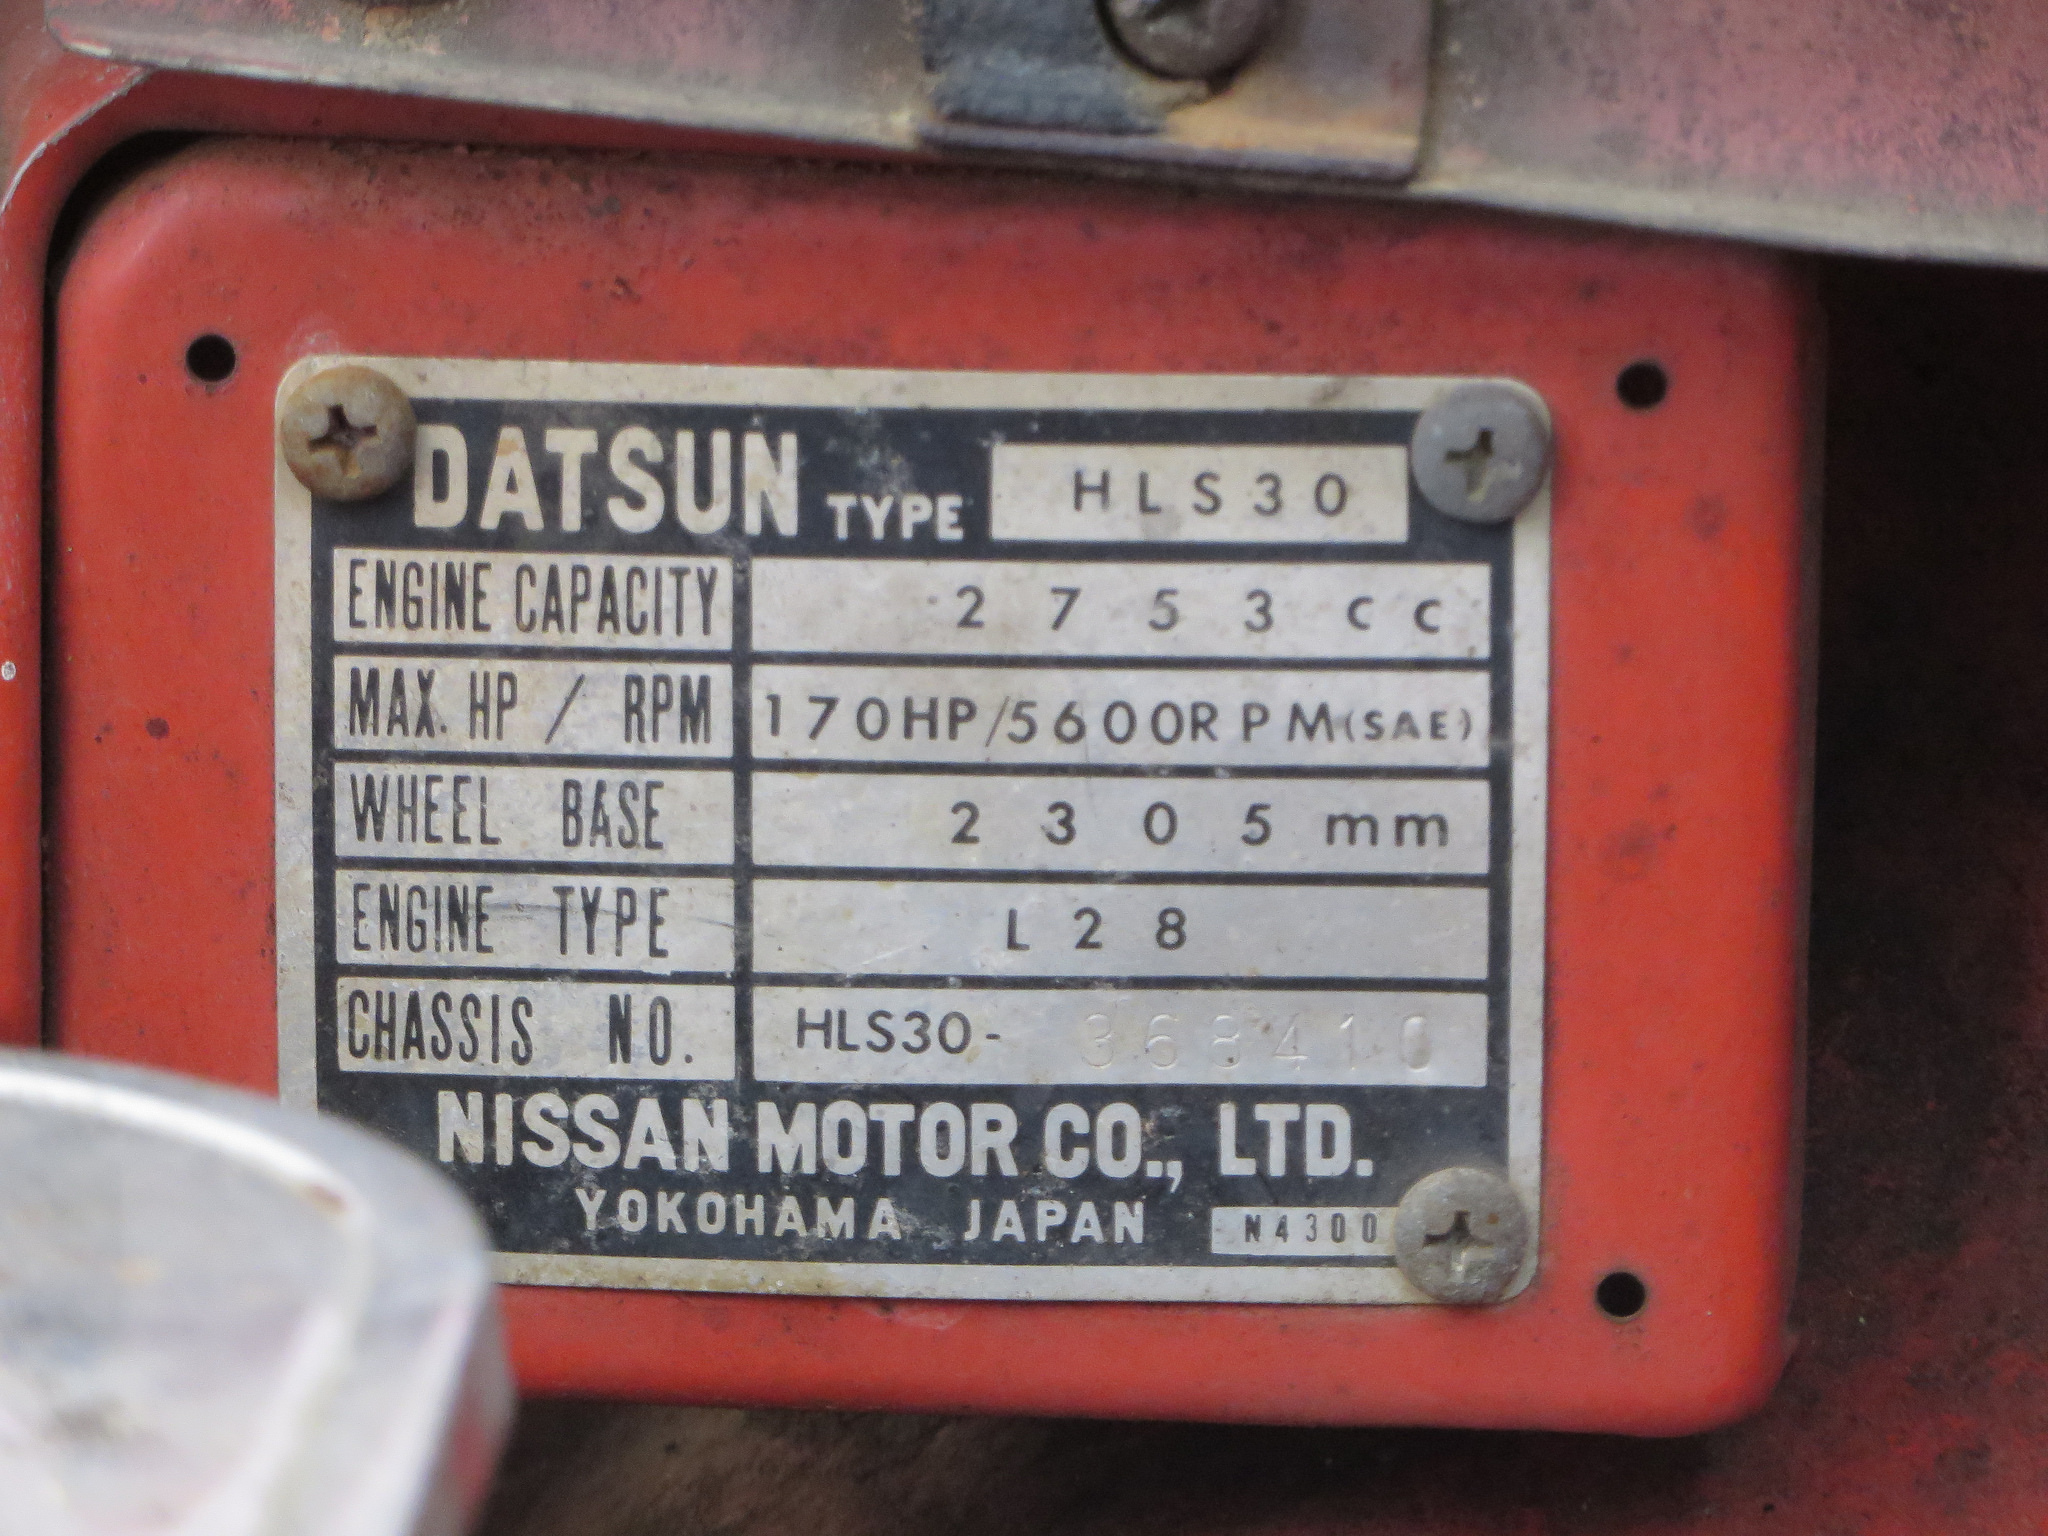 DATSUN TYPE HLS30
ENGINE CAPACITY 2753cc
MAX. HP / RPM 170HP/5600RPM(SAE)
WHEEL BASE 2305mm
ENGINE TYPE L28
CHASSIS NO. HLS30- 368410
NISSAN MOTOR CO., LTD.
YOKOHAMA JAPAN N4300